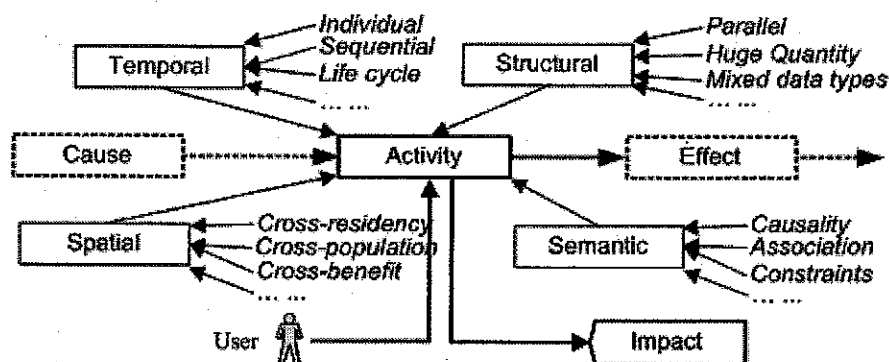 Individual
Sequential
Life cycle
... ...
Temporal
Parallel
Huge Quantity
Mixed data types
... ...
Structural
Cause
Activity
Effect
Cross-residency
Cross-population
Cross-benefit
... ...
Spatial
Causality
Association
Constraints
... ...
Semantic
User
Impact